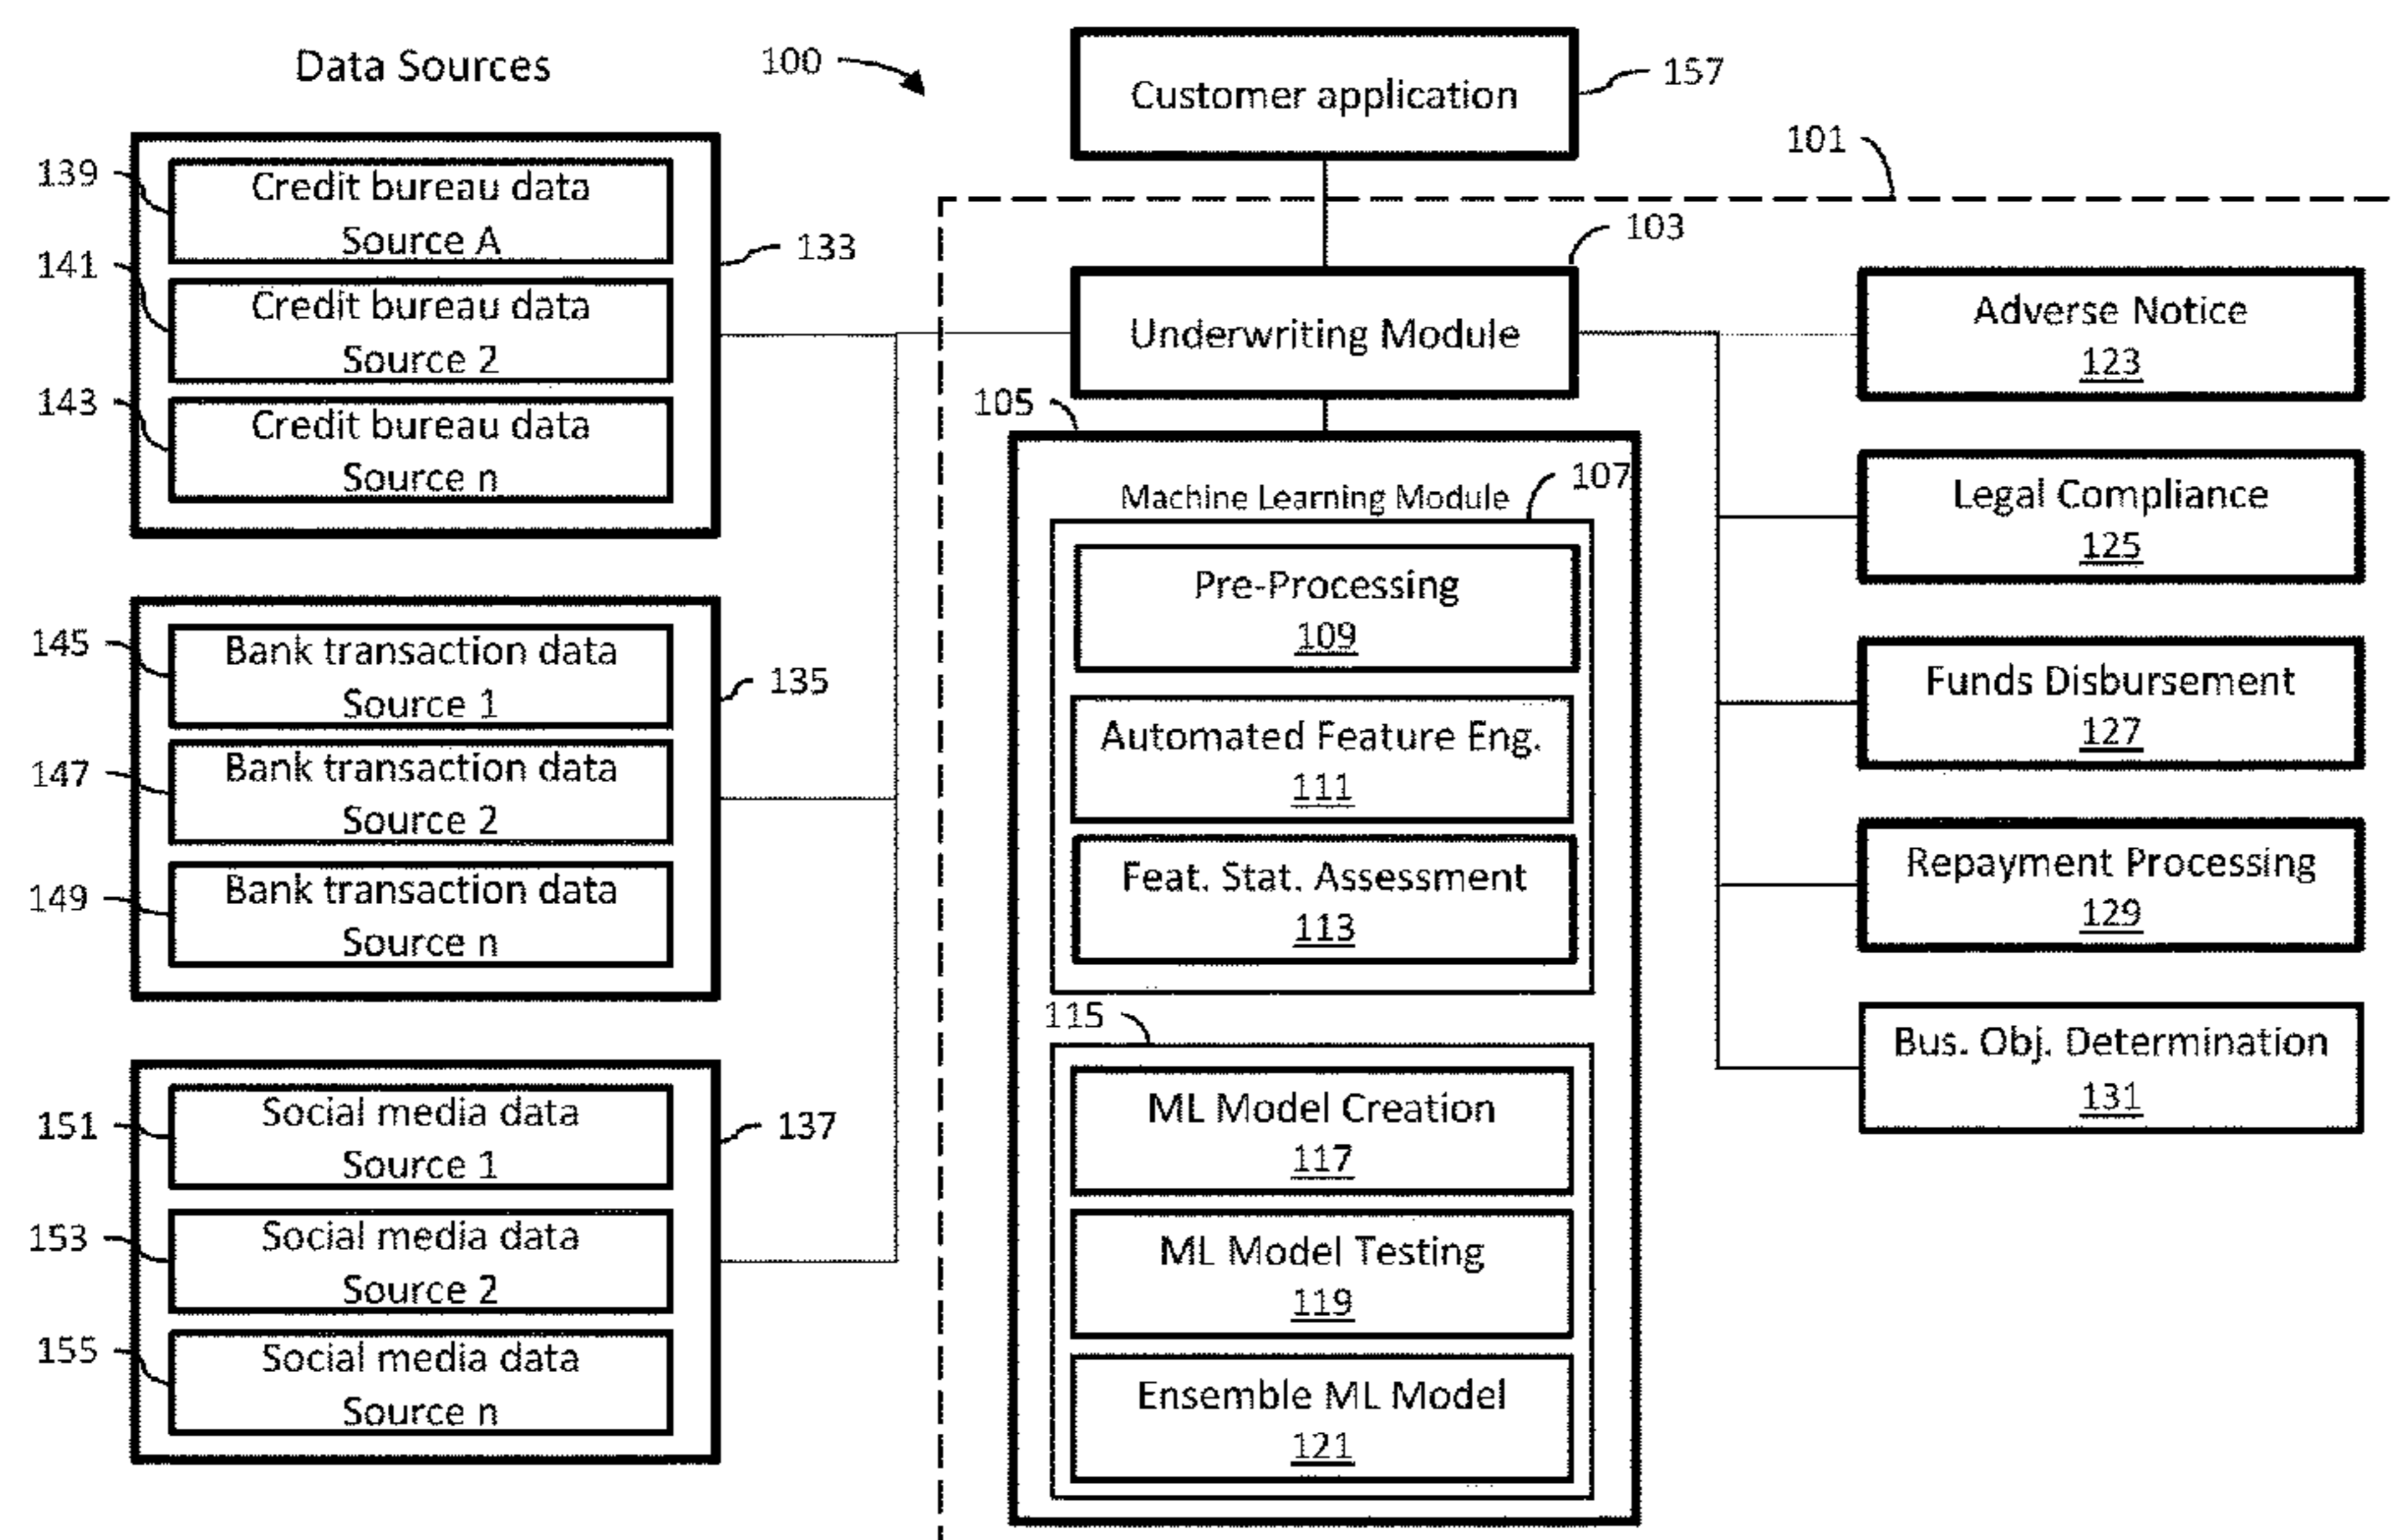 Data Sources
100
Customer application
157
101
139
Credit bureau data
Source A
133
141
Credit bureau data
Source 2
143
Credit bureau data
Source n
145
Bank transaction data
Source 1
135
147
Bank transaction data
Source 2
149
Bank transaction data
Source n
151
Social media data
Source 1
137
153
Social media data
Source 2
155
Social media data
Source n
103
Underwriting Module
105
Machine Learning Module
107
Pre-Processing
109
Automated Feature Eng.
111
Feat. Stat. Assessment
113
115
ML Model Creation
117
ML Model Testing
119
Ensemble ML Model
121
Adverse Notice
123
Legal Compliance
125
Funds Disbursement
127
Repayment Processing
129
Bus. Obj. Determination
131